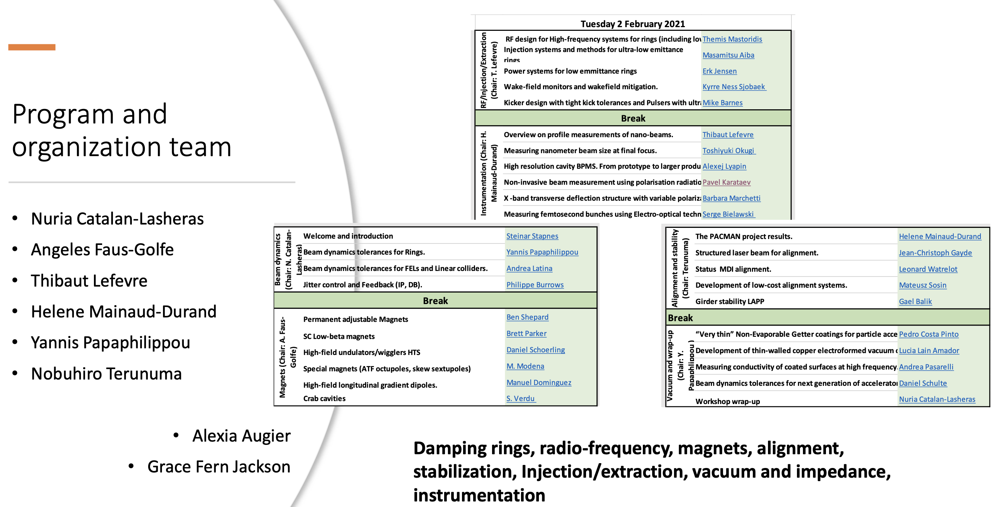 Program and
organization team
• Nuria Catalan-Lasheras
• Angeles Faus-Golfe
• Thibaut Lefevre
• Helene Mainaud-Durand
• Yannis Papaphilippou
• Nobuhiro Terunuma
• Alexia Augier
• Grace Fern Jackson
Tuesday 2 February 2021
RF/Injection/Extraction
(Chair: T. Lefevre)
RF design for High-frequency systems for rings (including lov Themis Mastoridis
Injection systems and methods for ultra-low emittance
rings
Masamitsu Aiba
Power systems for low emmittance rings Erk Jensen
Wake-field monitors and wakefield mitigation. Kyrre Ness Sjobaek
Kicker design with tight kick tolerances and Pulsers with ultra Mike Barnes
Break
Instrumentation (Chair: H.
Mainaud-Durand)
Overview on profile measurements of nano-beams. Thibaut Lefevre
Measuring nanometer beam size at final focus. Toshiyuki Okugi
High resolution cavity BPMS. From prototype to larger produ Alexej Lyapin
Non-invasive beam measurement using polarisation radiatio Pavel Karataev
X -band transverse deflection structure with variable polariza Barbara Marchetti
Measuring femtosecond bunches using Electro-optical techn Serge Bielawski
Beam dynamics
(Chair: N. Catalan-
Lasheras)
Welcome and introduction Steinar Stapnes
Beam dynamics tolerances for Rings. Yannis Papaphilippou
Beam dynamics tolerances for FELs and Linear colliders. Andrea Latina
Jitter control and Feedback (IP, DB). Philippe Burrows
Break
Magnets (Chair: A. Faus-
Golfe)
Permanent adjustable Magnets Ben Shepard
SC Low-beta magnets Brett Parker
High-field undulators/wigglers HTS Daniel Schoerling
Special magnets (ATF octupoles, skew sextupoles) M. Modena
High-field longitudinal gradient dipoles. Manuel Dominguez
Crab cavities S. Verdu
Alignment and stability
(Chair: Terunuma)
The PACMAN project results. Helene Mainaud-Durand
Structured laser beam for alignment. Jean-Christoph Gayde
Status MDI alignment. Leonard Watrelot
Development of low-cost alignment systems. Mateusz Sosin
Girder stability LAPP Gael Balik
Break
Vacuum and wrap-up
(Chair: Y.
Papaphlippou )
“Very thin” Non-Evaporable Getter coatings for particle acce Pedro Costa Pinto
Development of thin-walled copper electroformed vacuum c Lucia Lain Amador
Measuring conductivity of coated surfaces at high frequency. Andrea Pasarelli
Beam dynamics tolerances for next generation of accelerator Daniel Schulte
Workshop wrap-up Nuria Catalan-Lasheras
Damping rings, radio-frequency, magnets, alignment,
stabilization, Injection/extraction, vacuum and impedance,
instrumentation